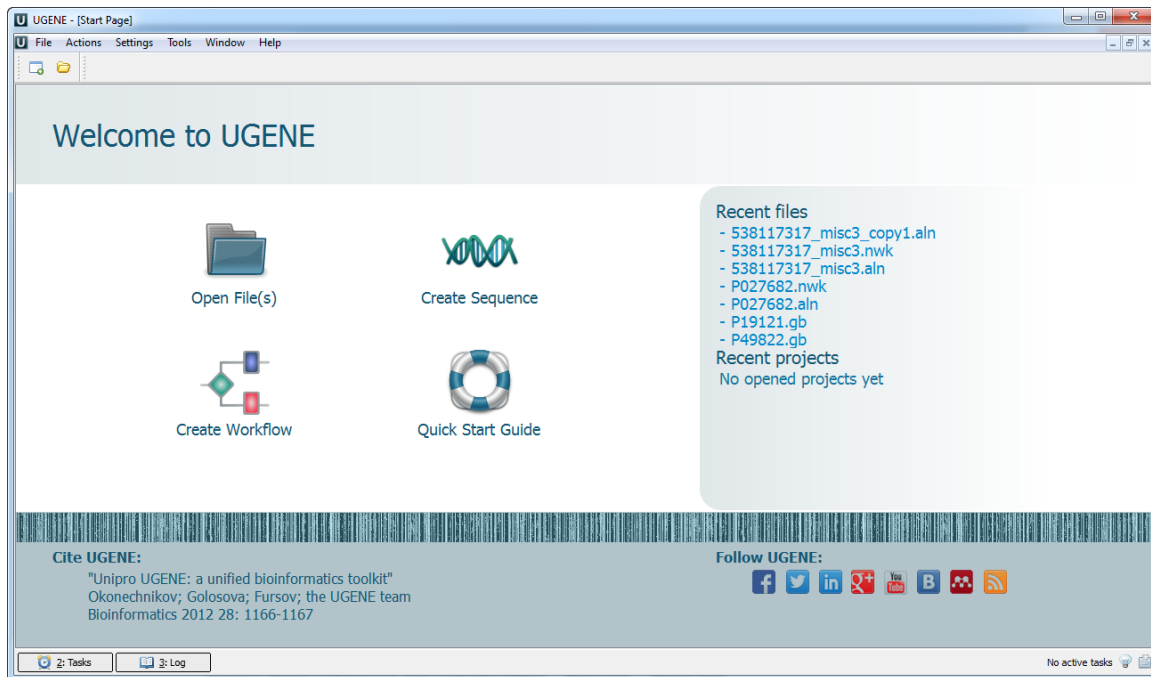 UGENE - [Start Page]
File Actions Settings Tools Window Help
Welcome to UGENE
Open File(s)
Create Sequence
Create Workflow
Quick Start Guide
Recent files
- 538117317_misc3_copy1.aln
- 538117317_misc3.nwk
- 538117317_misc3.aln
- P027682.nwk
- P027682.aln
- P19121.gb
- P49822.gb
Recent projects
No opened projects yet
Cite UGENE:
"Unipro UGENE: a unified bioinformatics toolkit"
Okonechnikov; Golosova; Fursov; the UGENE team
Bioinformatics 2012 28: 1166-1167
Follow UGENE:
f in g+ You Tube B
2: Tasks 3: Log
No active tasks